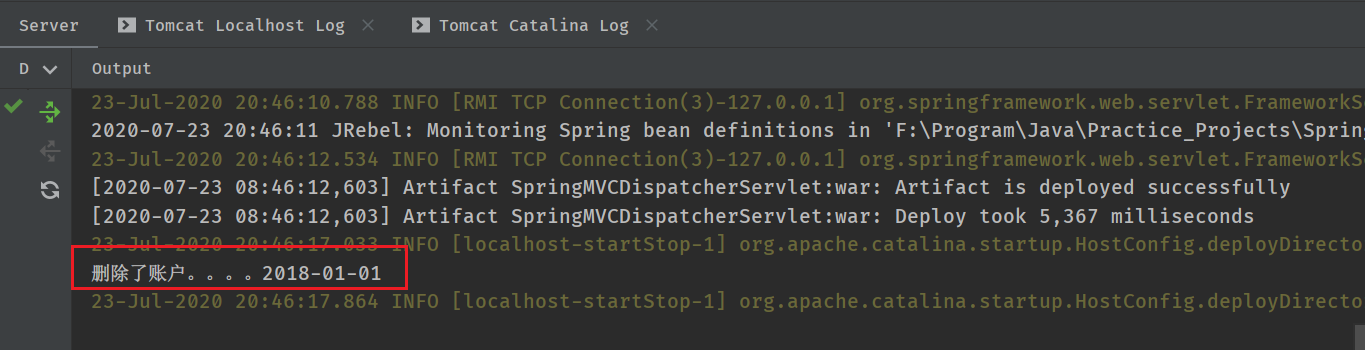 Server Tomcat Localhost Log Tomcat Catalina Log
D Output
23-Jul-2020 20:46:10.788 INFO [RMI TCP Connection(3)-127.0.0.1] org.springframework.web.servlet.FrameworkS
2020-07-23 20:46:11 JRebel: Monitoring Spring bean definitions in 'F:\Program\Java\Practice_Projects\Spring
23-Jul-2020 20:46:12.534 INFO [RMI TCP Connection(3)-127.0.0.1] org.springframework.web.servlet.FrameworkS
[2020-07-23 08:46:12,603] Artifact SpringMVCDispatcherServlet:war: Artifact is deployed successfully
[2020-07-23 08:46:12,603] Artifact SpringMVCDispatcherServlet:war: Deploy took 5,367 milliseconds
23-Jul-2020 20:46:17.033 INFO [localhost-startStop-1] org.apache.catalina.startup.HostConfig.deployDirecto
删除了账户。。。。2018-01-01
23-Jul-2020 20:46:17.864 INFO [localhost-startStop-1] org.apache.catalina.startup.HostConfig.deployDirecto